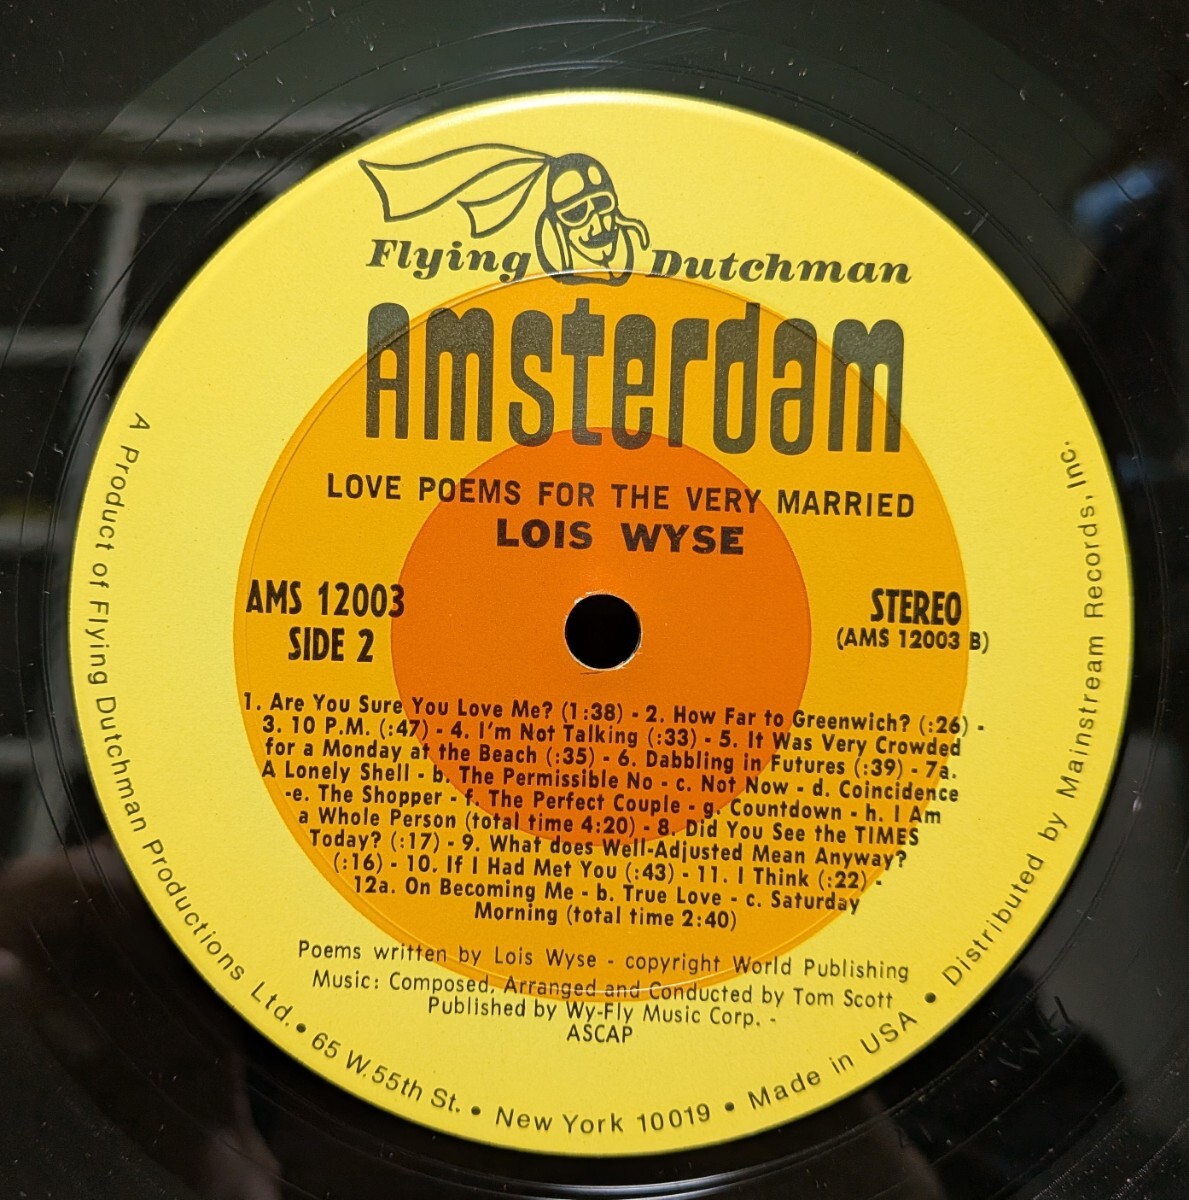 Flying Dutchman
Amsterdam
LOVE POEMS FOR THE VERY MARRIED
LOIS WYSE
AMS 12003
SIDE 2
STEREO
(AMS 12003 B)
1. Are You Sure You Love Me? (1:38) - 2. How Far to Greenwich? (:26) -
3. 10 P.M. (:47) - 4. I'm Not Talking (:33) - 5. It Was Very Crowded
for a Monday at the Beach (:35) - 6. Dabbling in Futures (:39) - 7a.
A Lonely Shell - b. The Permissible No - c. Not Now - d. Coincidence
-e. The Shopper - f. The Perfect Couple - g. Countdown - h. I Am
a Whole Person (total time 4:20) - 8. Did You See the TIMES
Today? (:17) - 9. What does Well-Adjusted Mean Anyway?
(:16) - 10. If I Had Met You (:43) - 11. I Think (:22) -
12a. On Becoming Me - b. True Love - c. Saturday
Morning (total time 2:40)
Poems written by Lois Wyse - copyright World Publishing
Music: Composed, Arranged and Conducted by Tom Scott
Published by Wy-Fly Music Corp. -
ASCAP
A Product of Flying Dutchman Productions Ltd. • 65 W. 55th St. • New York 10019 • Made in USA • Distributed by Mainstream Records, Inc.